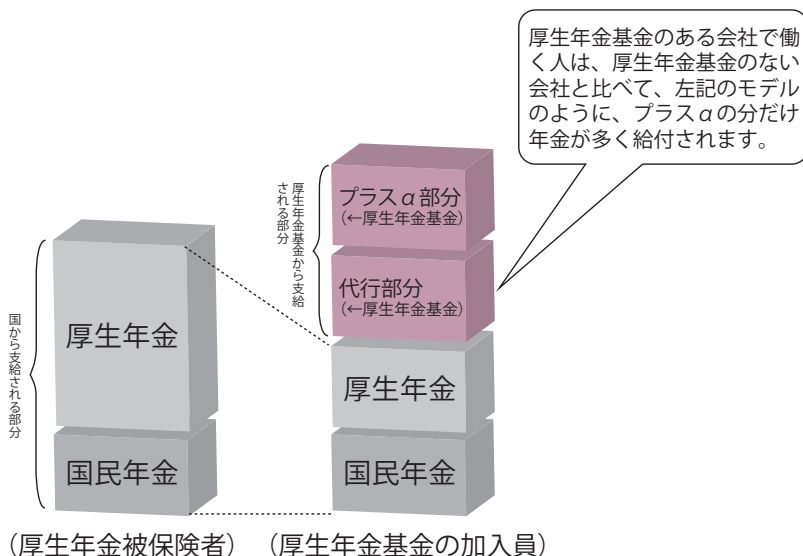 厚生年金基金のある会社で働
く人は、厚生年金基金のない
会社と比べて、左記のモデル
のように、プラスαの分だけ
年金が多く給付されます。
国から支給される部分
厚生年金
国民年金
厚生年金基金から支給
される部分
プラスα部分
（←厚生年金基金）
代行部分
（←厚生年金基金）
厚生年金
国民年金
（厚生年金被保険者）
（厚生年金基金の加入員）